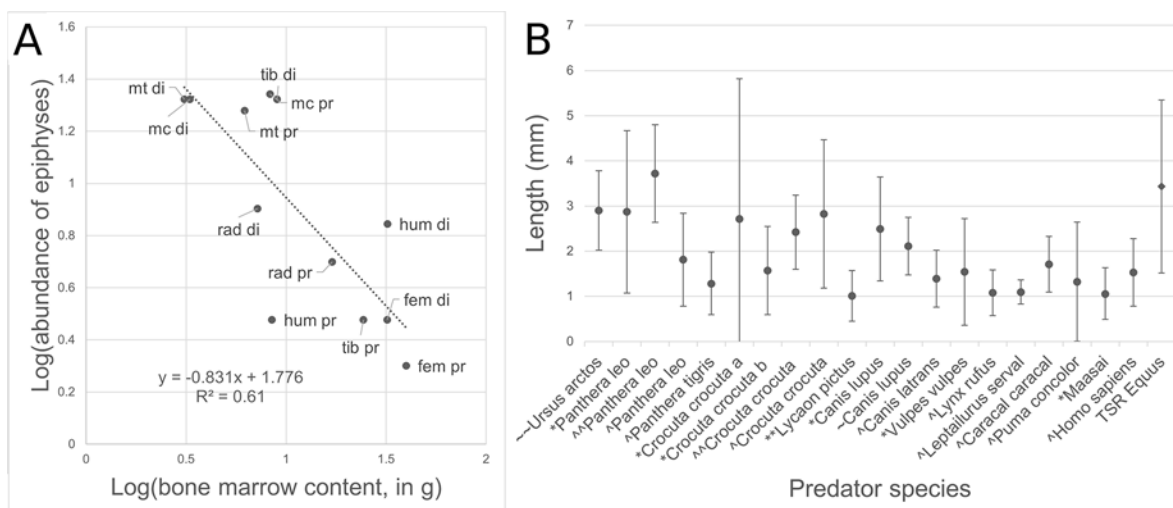 A
Log(abundance of epiphyses)
1.6
1.4
1.2
1
0.8
0.6
0.4
0.2
0
mt di
mc di
tib di
mc pr
mt pr
rad di
hum di
rad pr
fem di
hum pr
tib pr
fem pr
y = -0.831x + 1.776
R² = 0.61
0 0.5 1 1.5 2
Log(bone marrow content, in g)
B
Length (mm)
7
6
5
4
3
2
1
0
~~Ursus arctos
*Panthera leo
^^Panthera leo
^Panthera leo
^Panthera tigris
*Crocuta crocuta a
*Crocuta crocuta b
^^Crocuta crocuta
^Crocuta crocuta
**Lycaon pictus
*Canis lupus
~Canis lupus
^Canis latrans
*Vulpes vulpes
^Lynx rufus
^Leptailurus serval
^Caracal caracal
^Puma concolor
*Maasai
^Homo sapiens
TSR Equus
Predator species